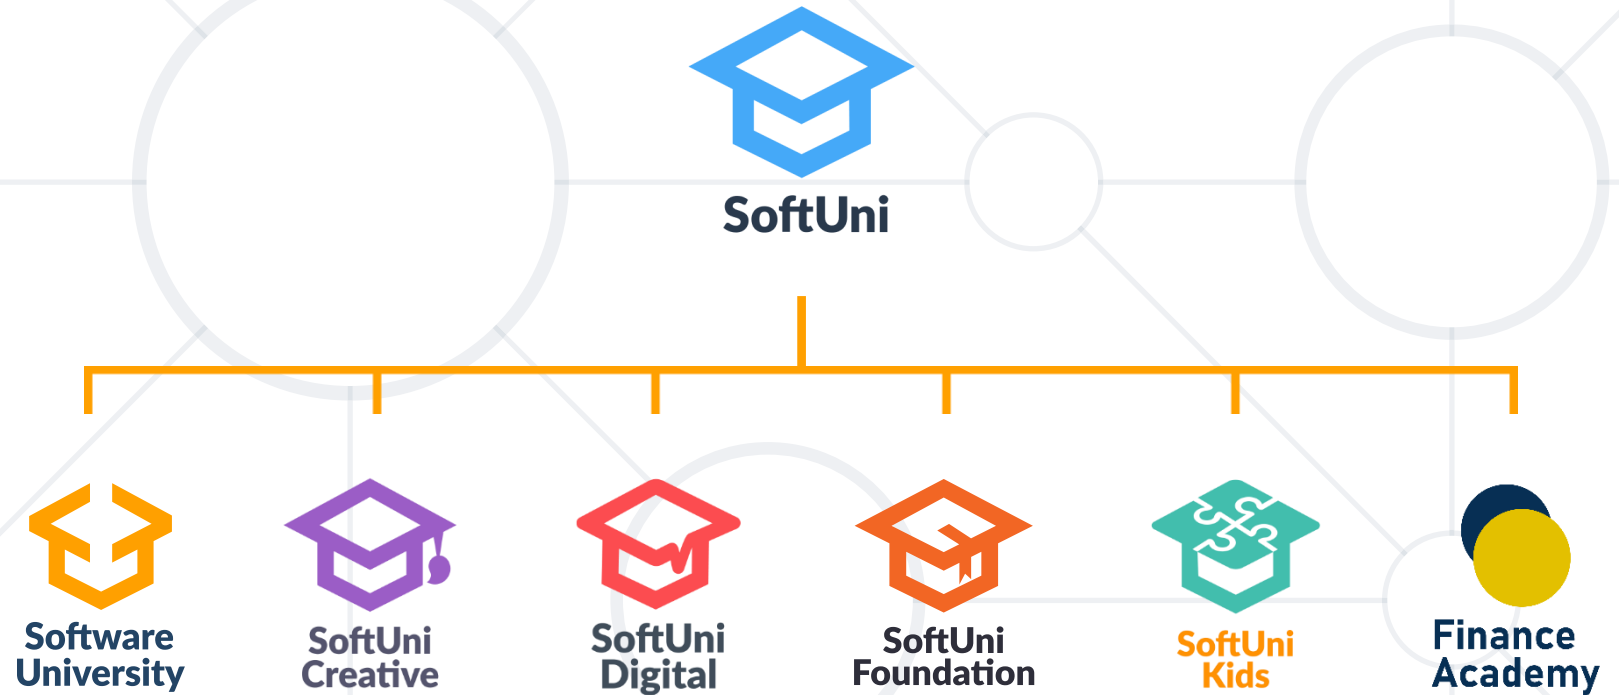 SoftUni
Software
University
SoftUni
Creative
SoftUni
Digital
SoftUni
Foundation
SoftUni
Kids
Finance
Academy